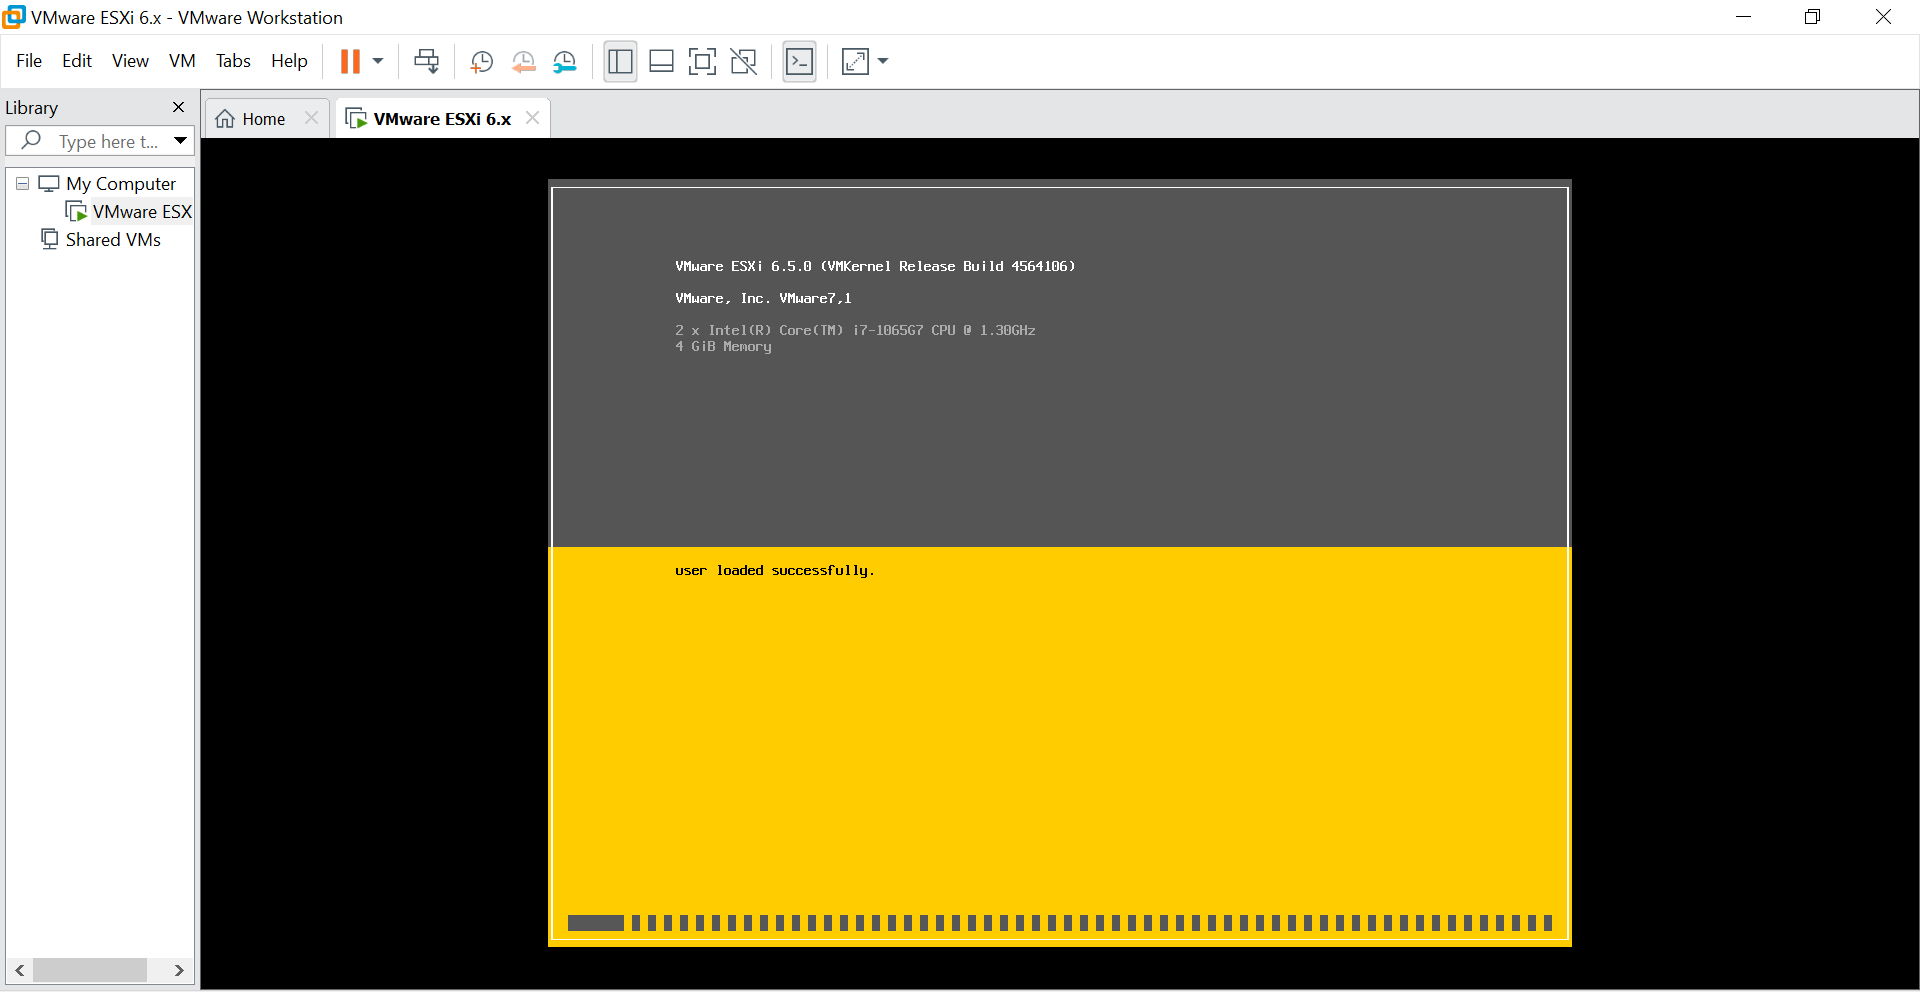 VMware ESXi 6.x - VMware Workstation
File Edit View VM Tabs Help
Library
Home
VMware ESXi 6.x
Type here t...
My Computer
VMware ESX
Shared VMs
VMware ESXi 6.5.0 (VMKernel Release Build 4564106)
VMware, Inc. VMware7,1
2 x Intel(R) Core(TM) i7-1065G7 CPU @ 1.30GHz
4 GiB Memory
user loaded successfully.